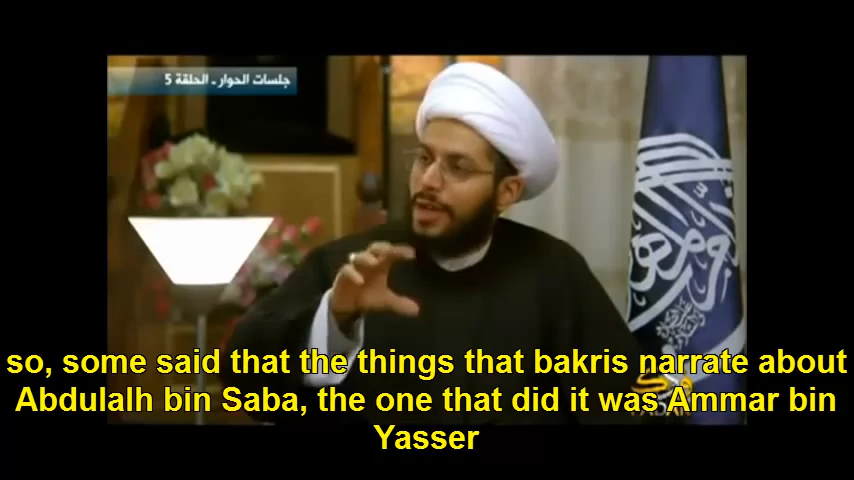 جلسات الحوار - الحلقة 5
so, some said that the things that bakris narrate about
Abdulalh bin Saba, the one that did it was Ammar bin
Yasser